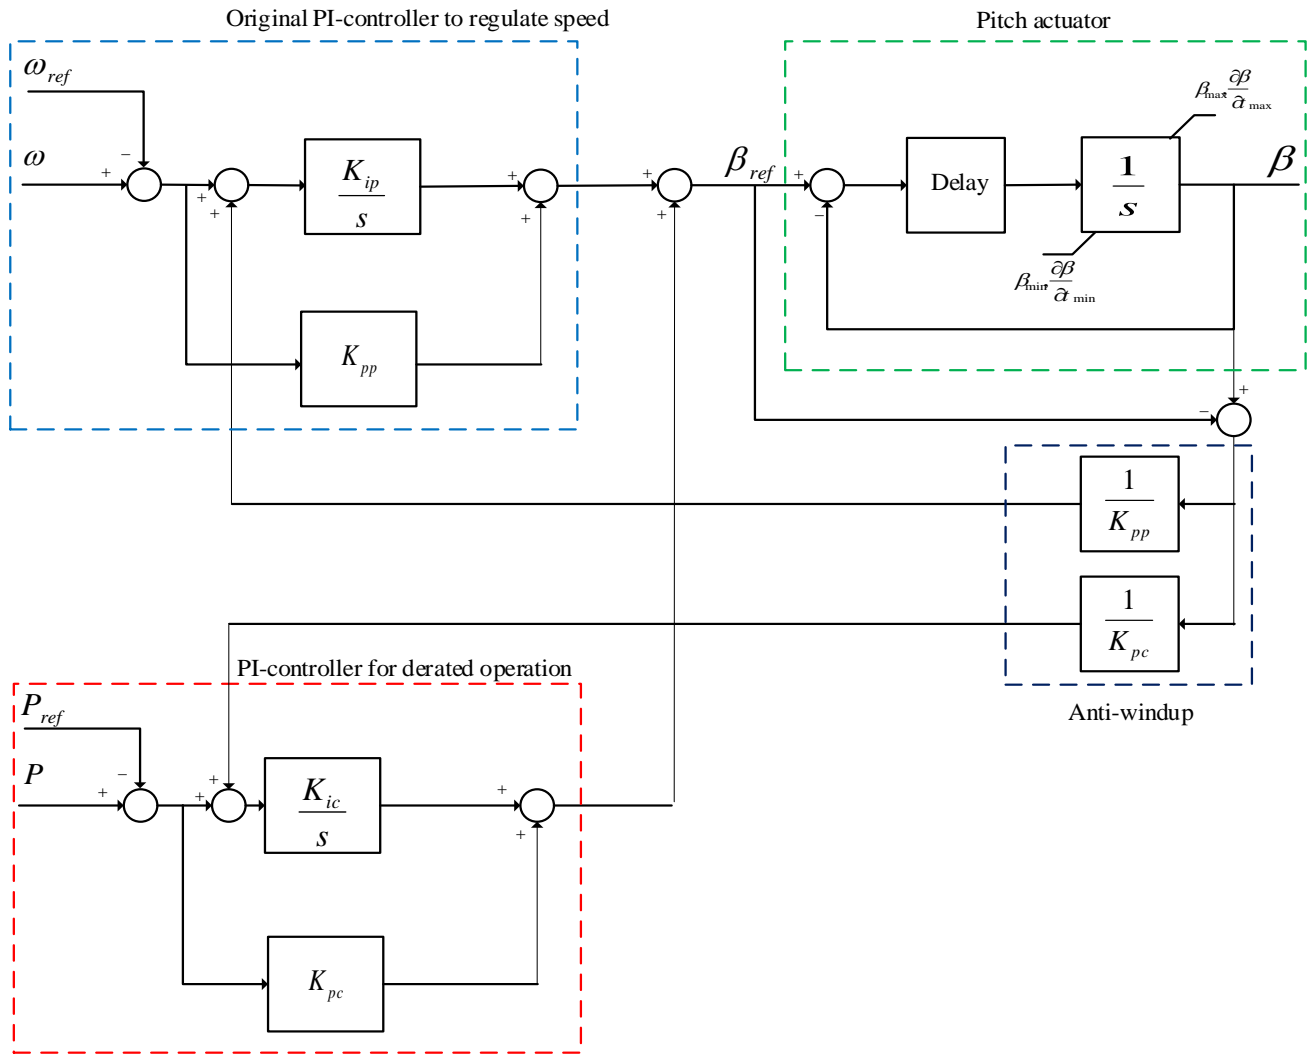 Original PI-controller to regulate speed
Pitch actuator
ω_ref
−
ω
+
+
+
K_ip
s
+
+
K_pp
+
+
β_ref
+
−
Delay
1
s
β_max, ∂β
∂t max
β_min, ∂β
∂t min
β
+
−
1
K_pp
1
K_pc
Anti-windup
PI-controller for derated operation
P_ref
−
P
+
+
+
K_ic
s
+
+
K_pc